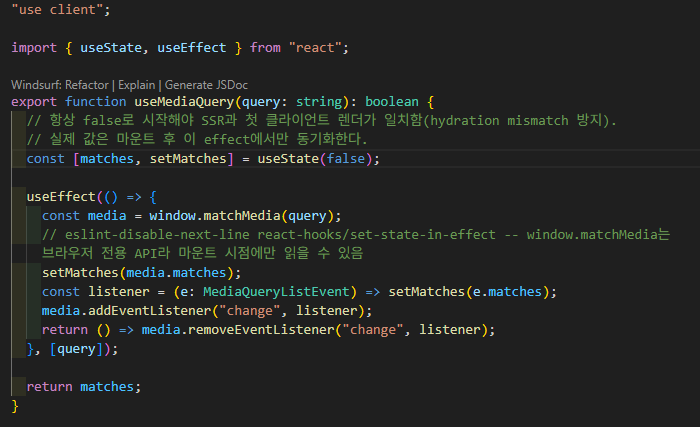 "use client";
import { useState, useEffect } from "react";
Windsurf: Refactor | Explain | Generate JSDoc
export function useMediaQuery(query: string): boolean {
// 항상 false로 시작해야 SSR과 첫 클라이언트 렌더가 일치함(hydration mismatch 방지).
// 실제 값은 마운트 후 이 effect에서만 동기화한다.
const [matches, setMatches] = useState(false);
useEffect(() => {
const media = window.matchMedia(query);
// eslint-disable-next-line react-hooks/set-state-in-effect -- window.matchMedia는
브라우저 전용 API라 마운트 시점에만 읽을 수 있음
setMatches(media.matches);
const listener = (e: MediaQueryListEvent) => setMatches(e.matches);
media.addEventListener("change", listener);
return () => media.removeEventListener("change", listener);
}, [query]);
return matches;
}